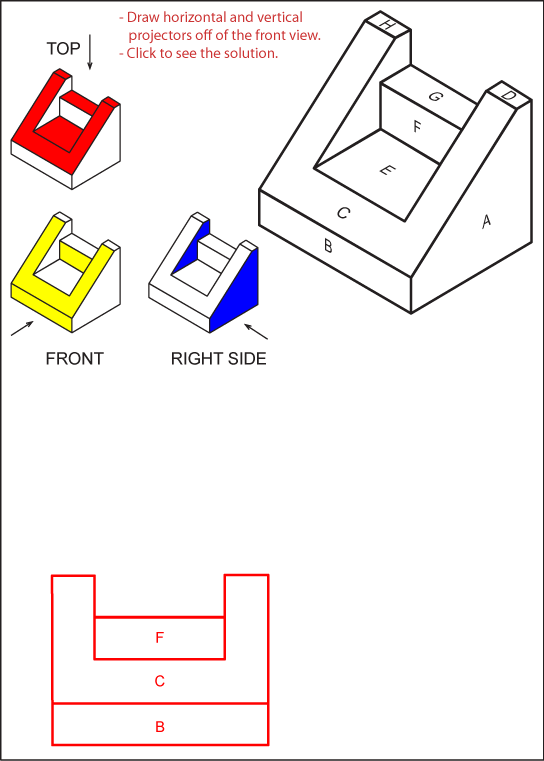 - Draw horizontal and vertical
projectors off of the front view.
- Click to see the solution.
TOP
H
D
G
F
E
C
A
B
FRONT
RIGHT SIDE
F
C
B